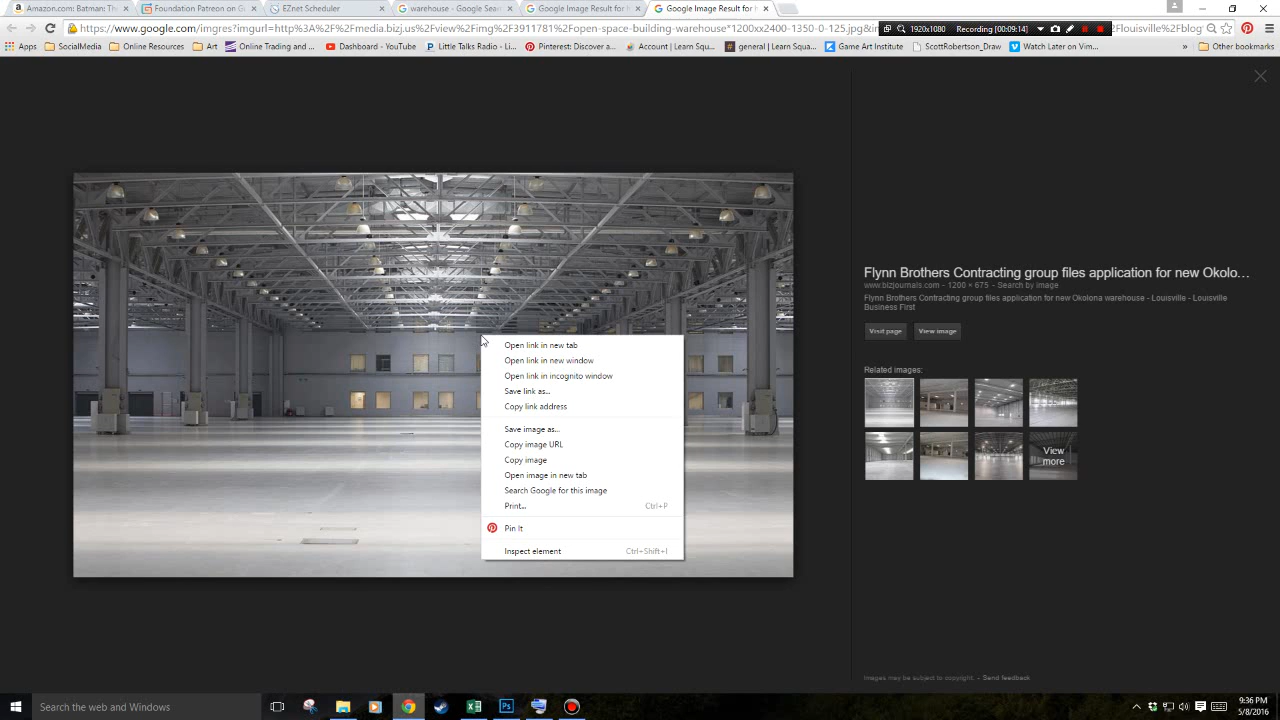 Amazon.com: Batman: The
Foundation Patreon on G
EZnet Scheduler
warehouse - Google Sear
Google Image Result for h
Google Image Result for h
https://www.google.com/imgres?imgurl=http%3A%2F%2Fmedia.bizj.us%2Fview%2Fimg%2F3911781%2Fopen-space-building-warehouse*1200xx2400-1350-0-125.jpg&im
1920x1080
Recording [00:09:14]
Flouisville%2Fblog
Apps
SocialMedia
Online Resources
Art
Online Trading and
Dashboard - YouTube
Little Talks Radio - Li...
Pinterest: Discover a...
Account | Learn Squ...
general | Learn Squa...
Game Art Institute
ScottRobertson_Draw
Watch Later on Vim...
»
Other bookmarks
Flynn Brothers Contracting group files application for new Okolo...
www.bizjournals.com - 1200 × 675 - Search by image
Flynn Brothers Contracting group files application for new Okolona warehouse - Louisville - Louisville
Business First
Visit page
View image
Related images:
View
more
Open link in new tab
Open link in new window
Open link in incognito window
Save link as...
Copy link address
Save image as...
Copy image URL
Copy image
Open image in new tab
Search Google for this image
Print... Ctrl+P
Pin It
Inspect element Ctrl+Shift+I
Images may be subject to copyright. - Send feedback
Search the web and Windows
9:36 PM
5/8/2016